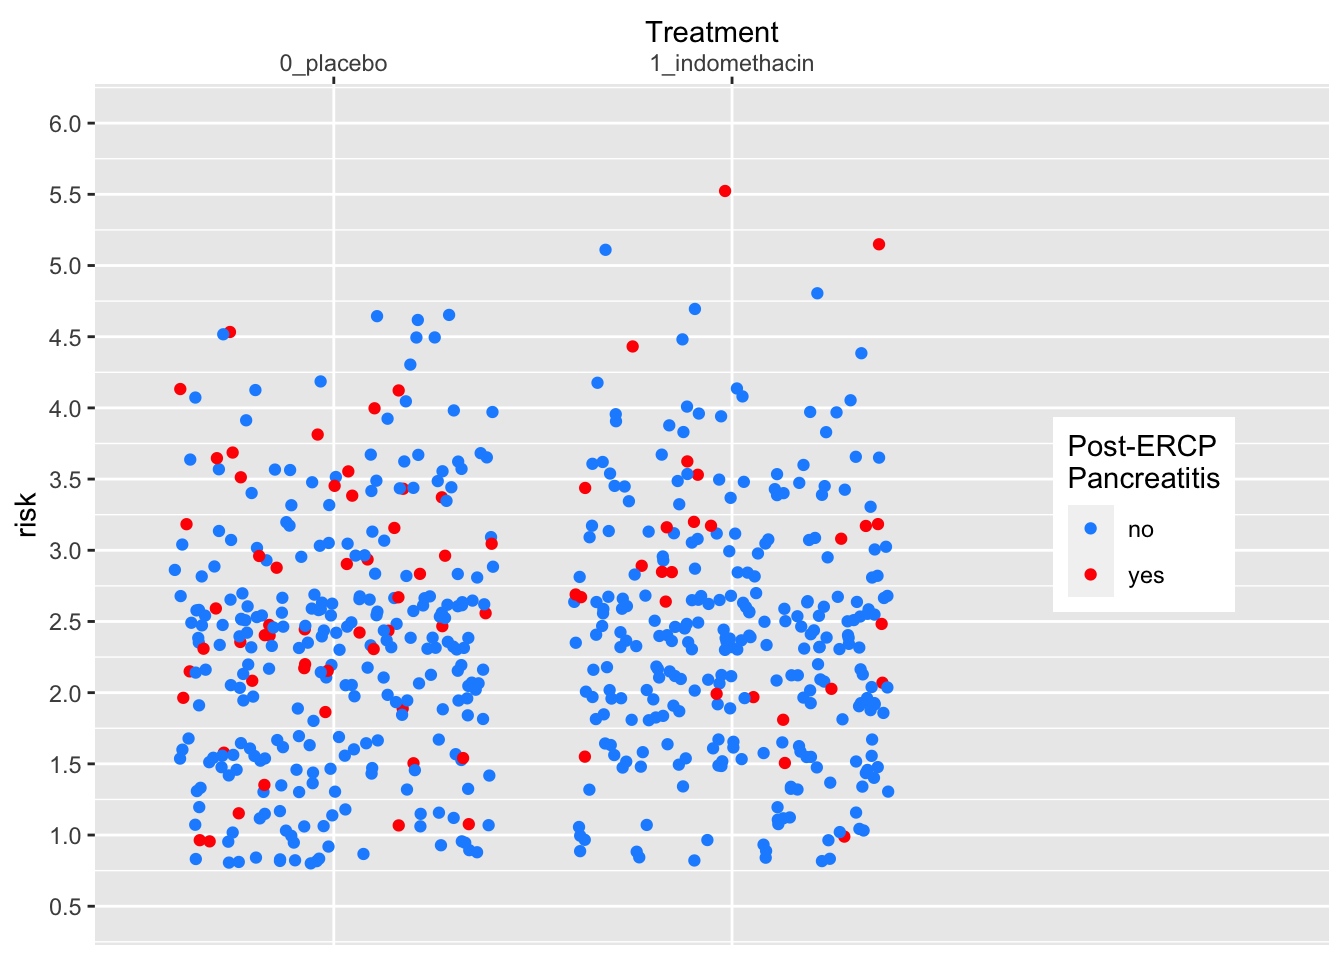 Treatment
0_placebo 1_indomethacin
6.0
5.5
5.0
4.5
4.0
3.5
3.0
2.5
2.0
1.5
1.0
0.5
risk
Post-ERCP
Pancreatitis
no
yes